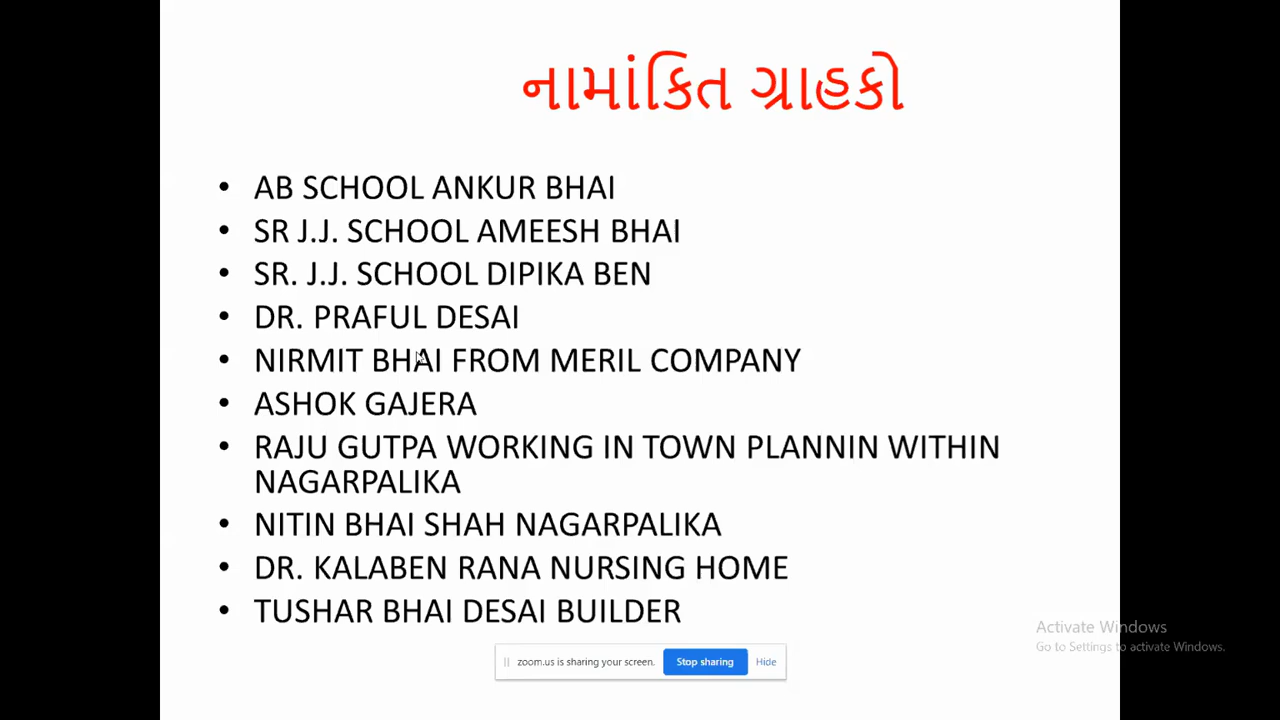 નામાંકિત ગ્રાહકો
• AB SCHOOL ANKUR BHAI
• SR J.J. SCHOOL AMEESH BHAI
• SR. J.J. SCHOOL DIPIKA BEN
• DR. PRAFUL DESAI
• NIRMIT BHAI FROM MERIL COMPANY
• ASHOK GAJERA
• RAJU GUTPA WORKING IN TOWN PLANNIN WITHIN
NAGARPALIKA
• NITIN BHAI SHAH NAGARPALIKA
• DR. KALABEN RANA NURSING HOME
• TUSHAR BHAI DESAI BUILDER
Activate Windows
Go to Settings to activate Windows.
zoom.us is sharing your screen. Stop sharing Hide